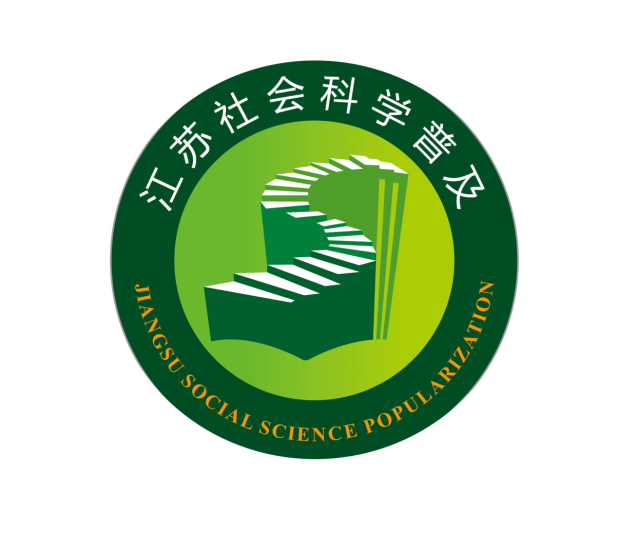 江苏社会科学普及
JIANGSU SOCIAL SCIENCE POPULARIZATION